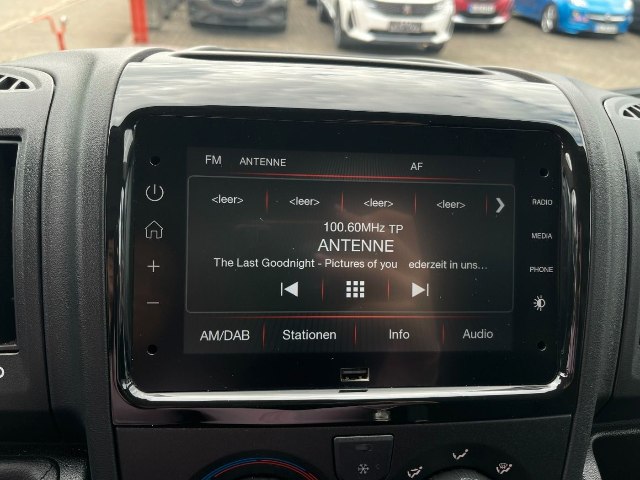 FM ANTENNE AF
<leer> <leer> <leer> <leer>
RADIO
100.60MHz TP
MEDIA
ANTENNE
The Last Goodnight - Pictures of you ederzeit in uns...
PHONE
AM/DAB Stationen Info Audio